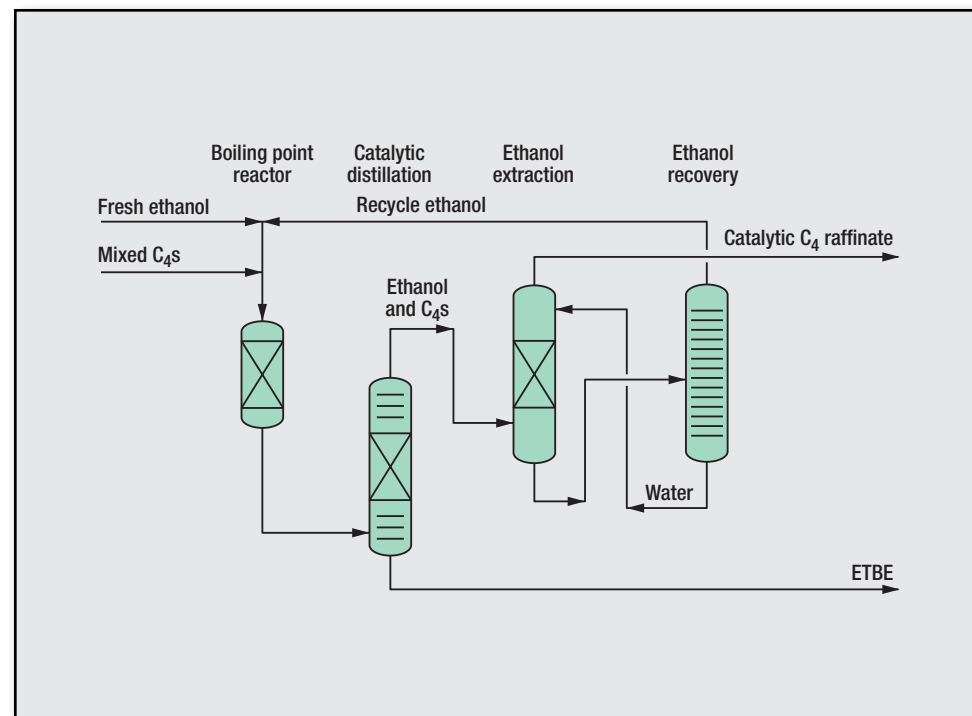 Boiling point
reactor
Catalytic
distillation
Ethanol
extraction
Ethanol
recovery
Fresh ethanol
Recycle ethanol
Mixed C₄s
Catalytic C₄ raffinate
Ethanol
and C₄s
Water
ETBE